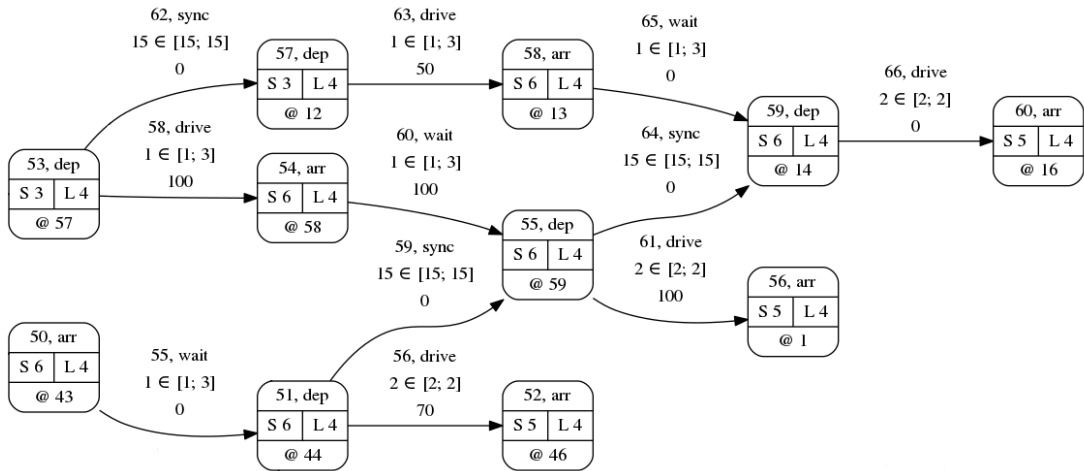 62, sync
15 ∈ [15; 15]
0
57, dep
S 3 L 4
@ 12
63, drive
1 ∈ [1; 3]
50
58, arr
S 6 L 4
@ 13
65, wait
1 ∈ [1; 3]
0
66, drive
2 ∈ [2; 2]
0
59, dep
S 6 L 4
@ 14
60, arr
S 5 L 4
@ 16
53, dep
S 3 L 4
@ 57
58, drive
1 ∈ [1; 3]
100
54, arr
S 6 L 4
@ 58
60, wait
1 ∈ [1; 3]
100
64, sync
15 ∈ [15; 15]
0
55, dep
S 6 L 4
@ 59
59, sync
15 ∈ [15; 15]
0
61, drive
2 ∈ [2; 2]
100
56, arr
S 5 L 4
@ 1
50, arr
S 6 L 4
@ 43
55, wait
1 ∈ [1; 3]
0
51, dep
S 6 L 4
@ 44
56, drive
2 ∈ [2; 2]
70
52, arr
S 5 L 4
@ 46